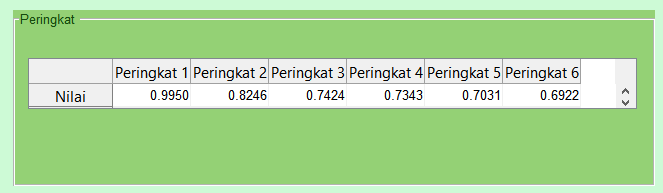 Peringkat
Peringkat 1 Peringkat 2 Peringkat 3 Peringkat 4 Peringkat 5 Peringkat 6
Nilai 0.9950 0.8246 0.7424 0.7343 0.7031 0.6922